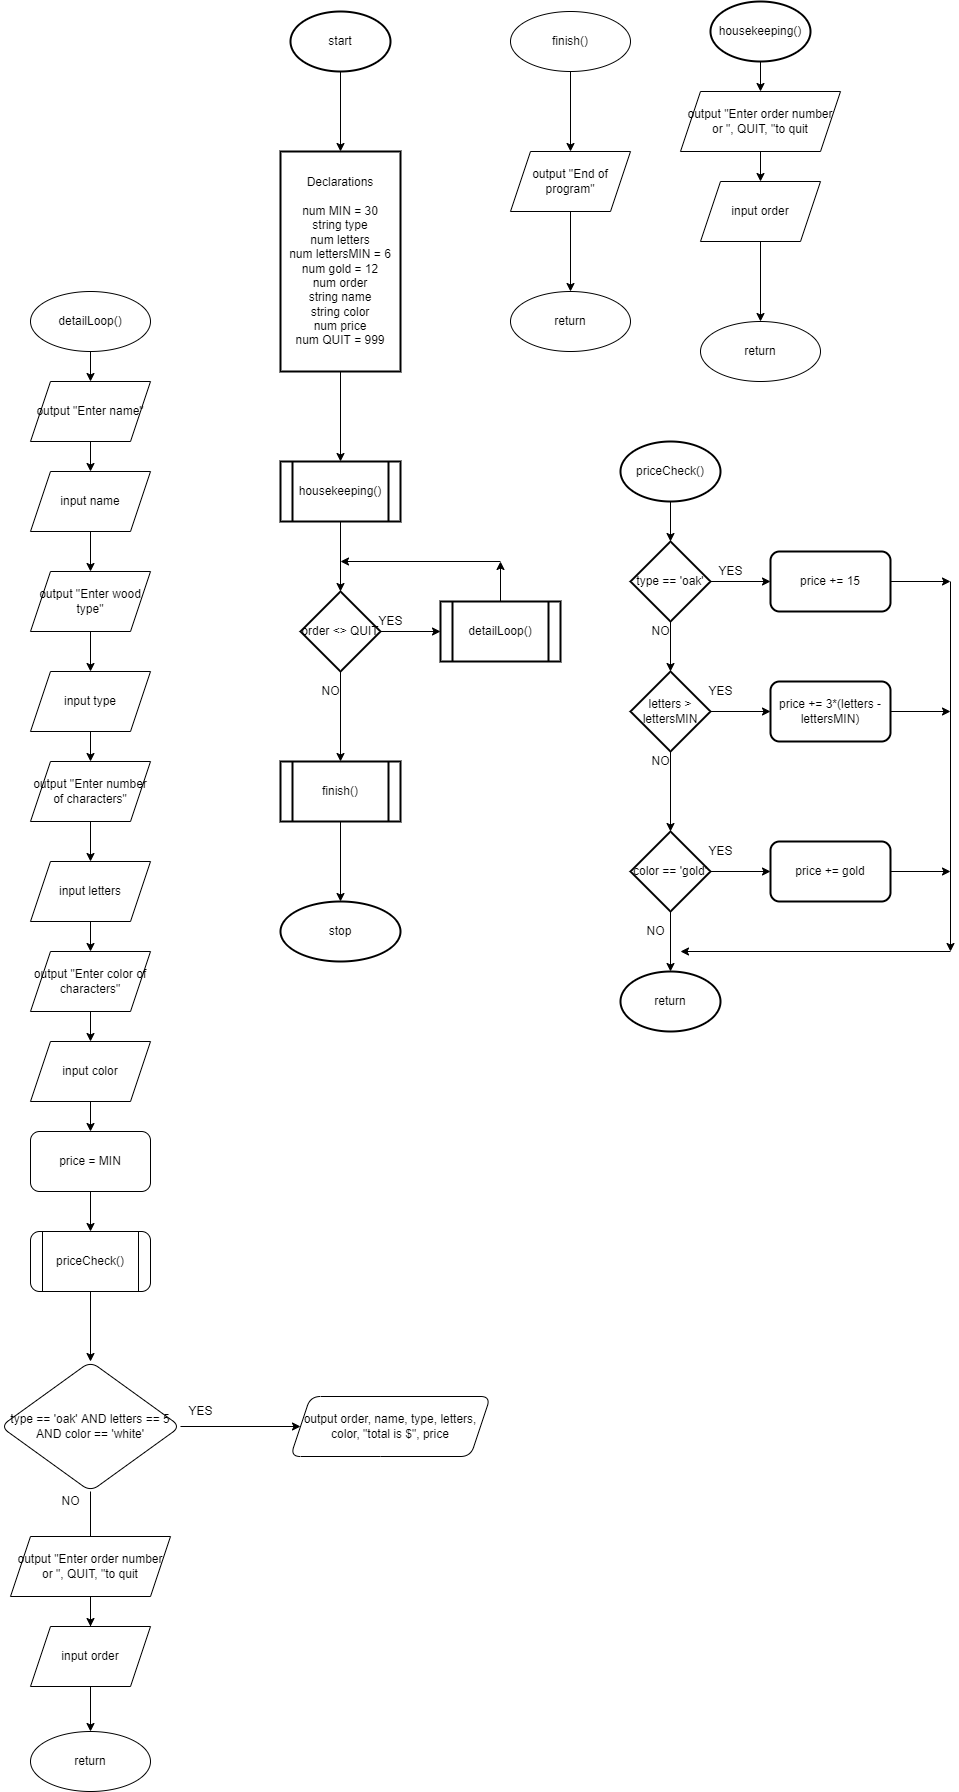 start
Declarations
num MIN = 30
string type
num letters
num lettersMIN = 6
num gold = 12
num order
string name
string color
num price
num QUIT = 999
housekeeping()
order <> QUIT
YES
detailLoop()
NO
finish()
stop
finish()
output "End of
program"
return
housekeeping()
output "Enter order number
or ", QUIT, "to quit
input order
return
detailLoop()
output "Enter name"
input name
output "Enter wood
type"
input type
output "Enter number
of characters"
input letters
output "Enter color of
characters"
input color
price = MIN
priceCheck()
type == 'oak' AND letters == 5
AND color == 'white'
YES
output order, name, type, letters,
color, "total is $", price
NO
output "Enter order number
or ", QUIT, "to quit
input order
return
priceCheck()
type == 'oak'
YES
price += 15
NO
letters >
lettersMIN
YES
price += 3*(letters -
lettersMIN)
NO
color == 'gold'
YES
price += gold
NO
return